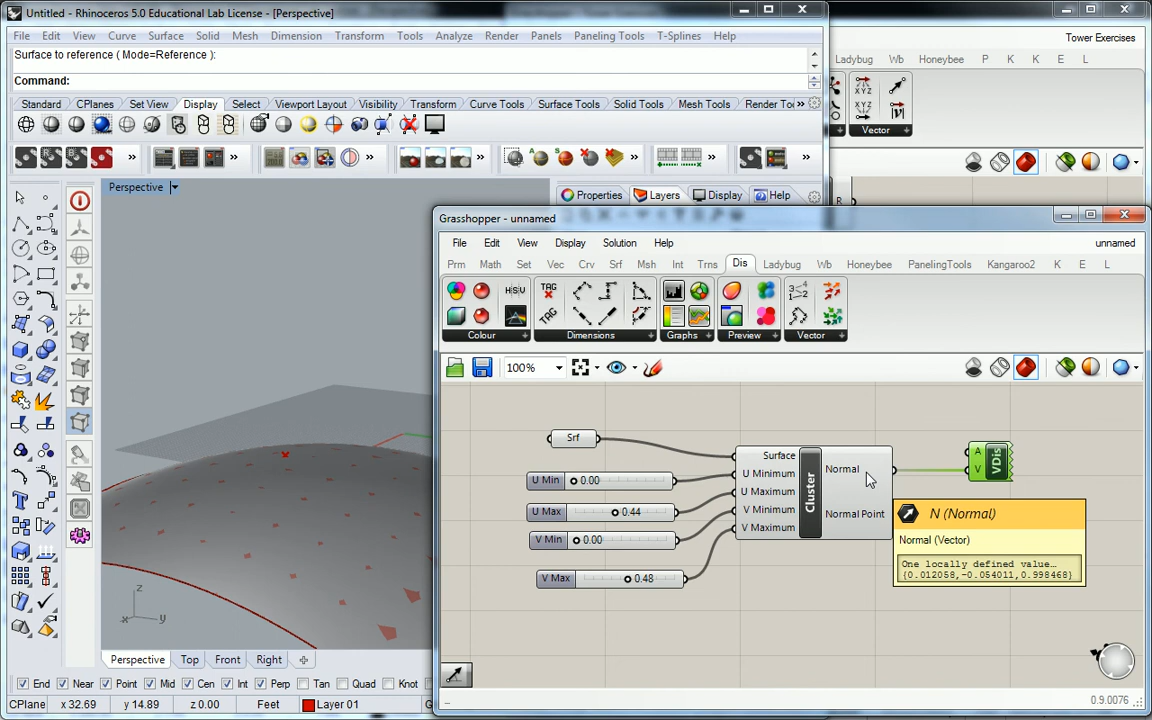 Untitled - Rhinoceros 5.0 Educational Lab License - [Perspective]
File Edit View Curve Surface Solid Mesh Dimension Transform Tools Analyze Render Panels Paneling Tools T-Splines Help
Surface to reference ( Mode=Reference ):
Command:
Standard CPlanes Set View Display Select Viewport Layout Visibility Transform Curve Tools Surface Tools Solid Tools Mesh Tools Render To
Tower Exercises
Ladybug Wb Honeybee P K K E L
Vector
Perspective
Properties Layers Display Help
R
Grasshopper - unnamed
File Edit View Display Solution Help
unnamed
Prm Math Set Vec Crv Srf Msh Int Trns Dis Ladybug Wb Honeybee PanelingTools Kangaroo2 K E L
HSV
TAG
TAG
Colour Dimensions Graphs Preview Vector
100%
Srf
U Min 0.00
U Max 0.44
V Min 0.00
V Max 0.48
Surface
U Minimum
U Maximum
V Minimum
V Maximum
Cluster
Normal
Normal Point
A
V
VDis
N (Normal)
Normal (Vector)
One locally defined value…
{0.012058,-0.054011,0.998468}
z
x
y
0.9.0076
Perspective Top Front Right
End Near Point Mid Cen Int Perp Tan Quad Knot
CPlane x 32.69 y 14.89 z 0.00 Feet Layer 01